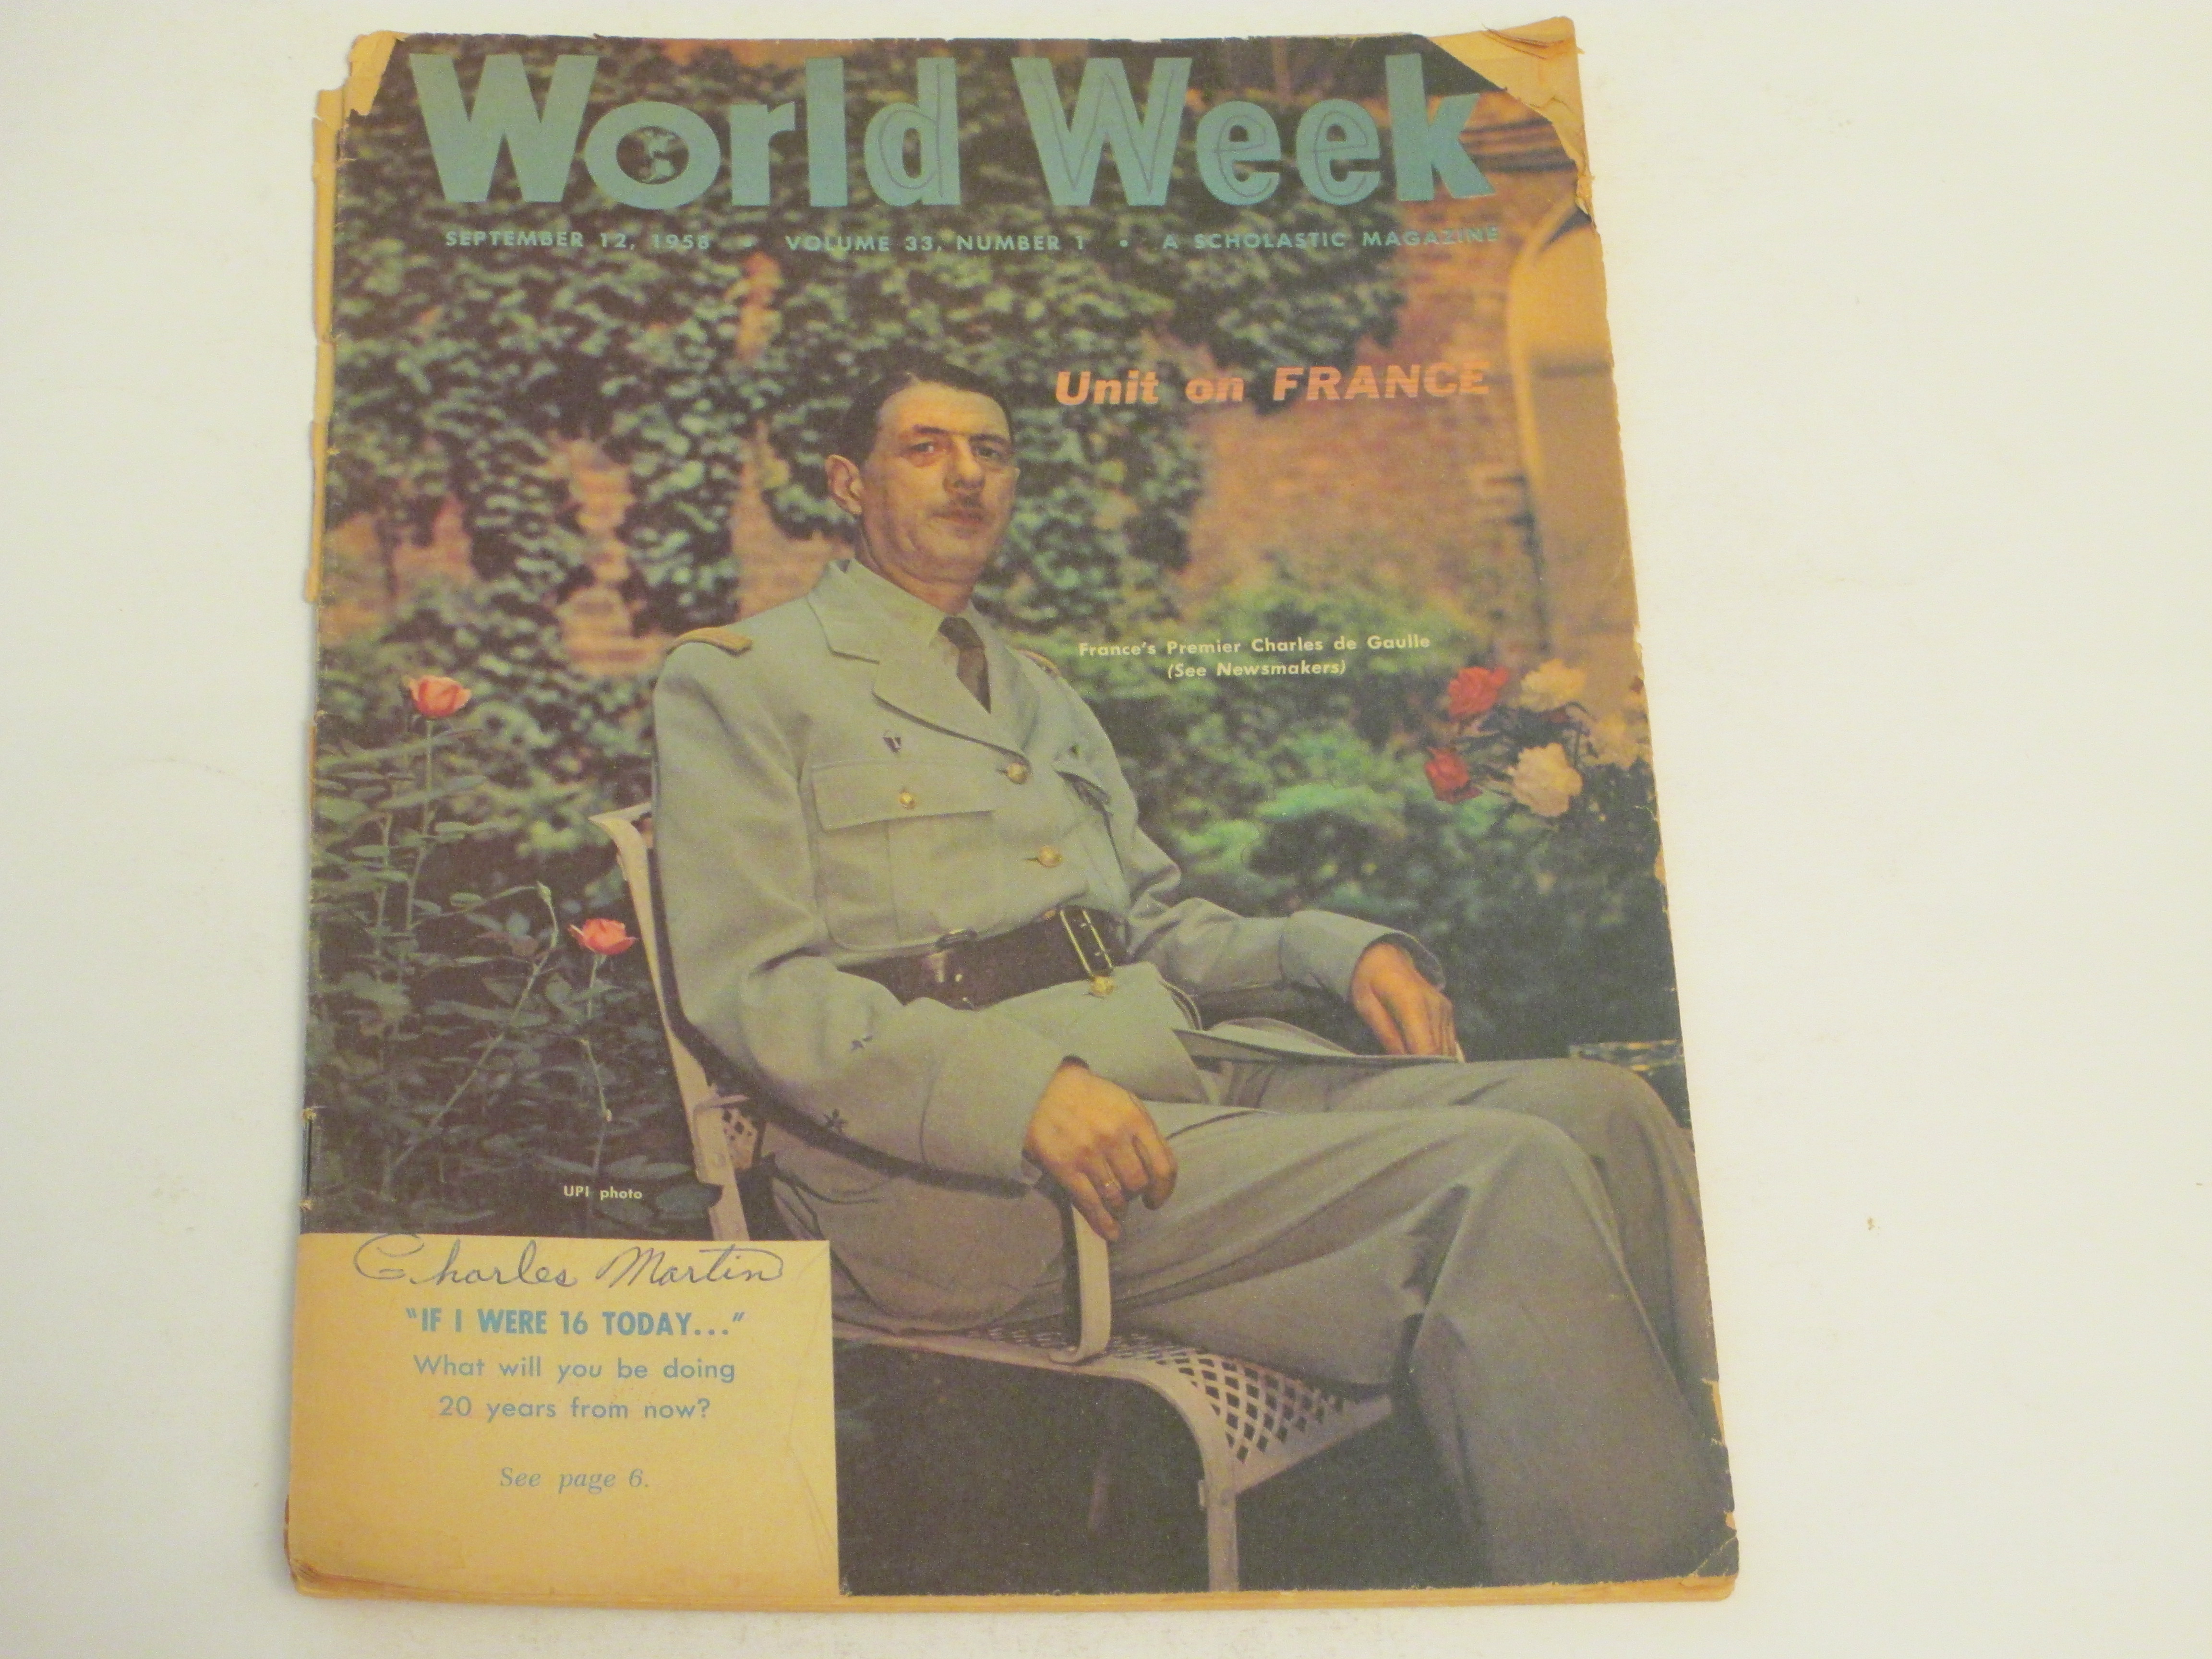 World Week
SEPTEMBER 12, 1958 • VOLUME 33, NUMBER 1 • A SCHOLASTIC MAGAZINE
Unit on FRANCE
France's Premier Charles de Gaulle
(See Newsmakers)
UPI photo
Charles Martin
"IF I WERE 16 TODAY..."
What will you be doing
20 years from now?
See page 6.